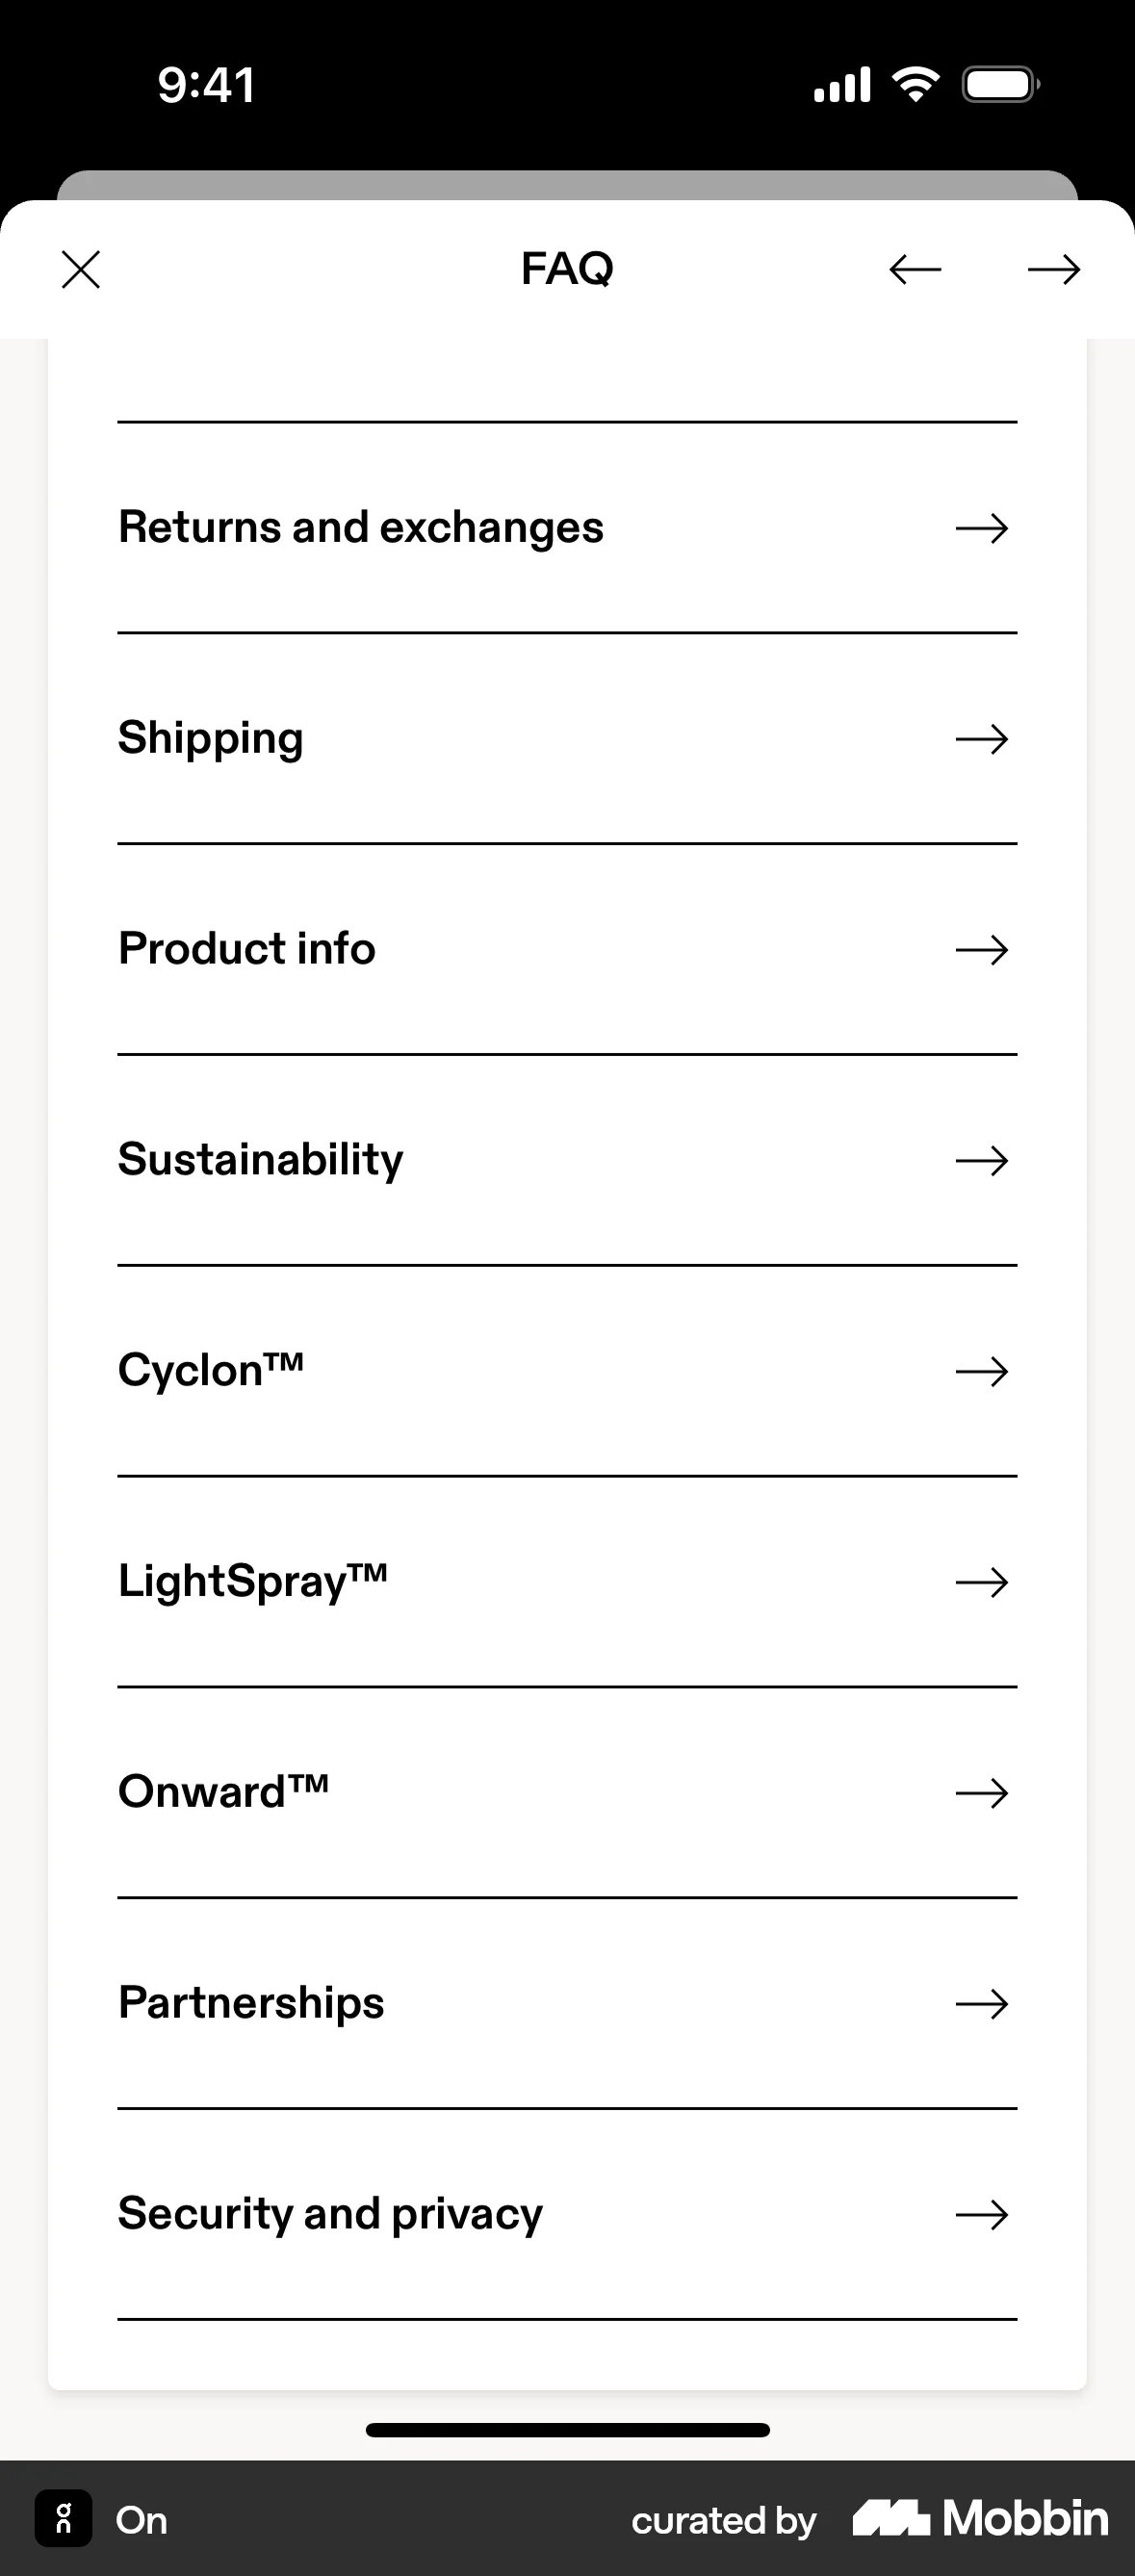 9:41
FAQ
Returns and exchanges
Shipping
Product info
Sustainability
Cyclon™
LightSpray™
Onward™
Partnerships
Security and privacy
On
curated by Mobbin